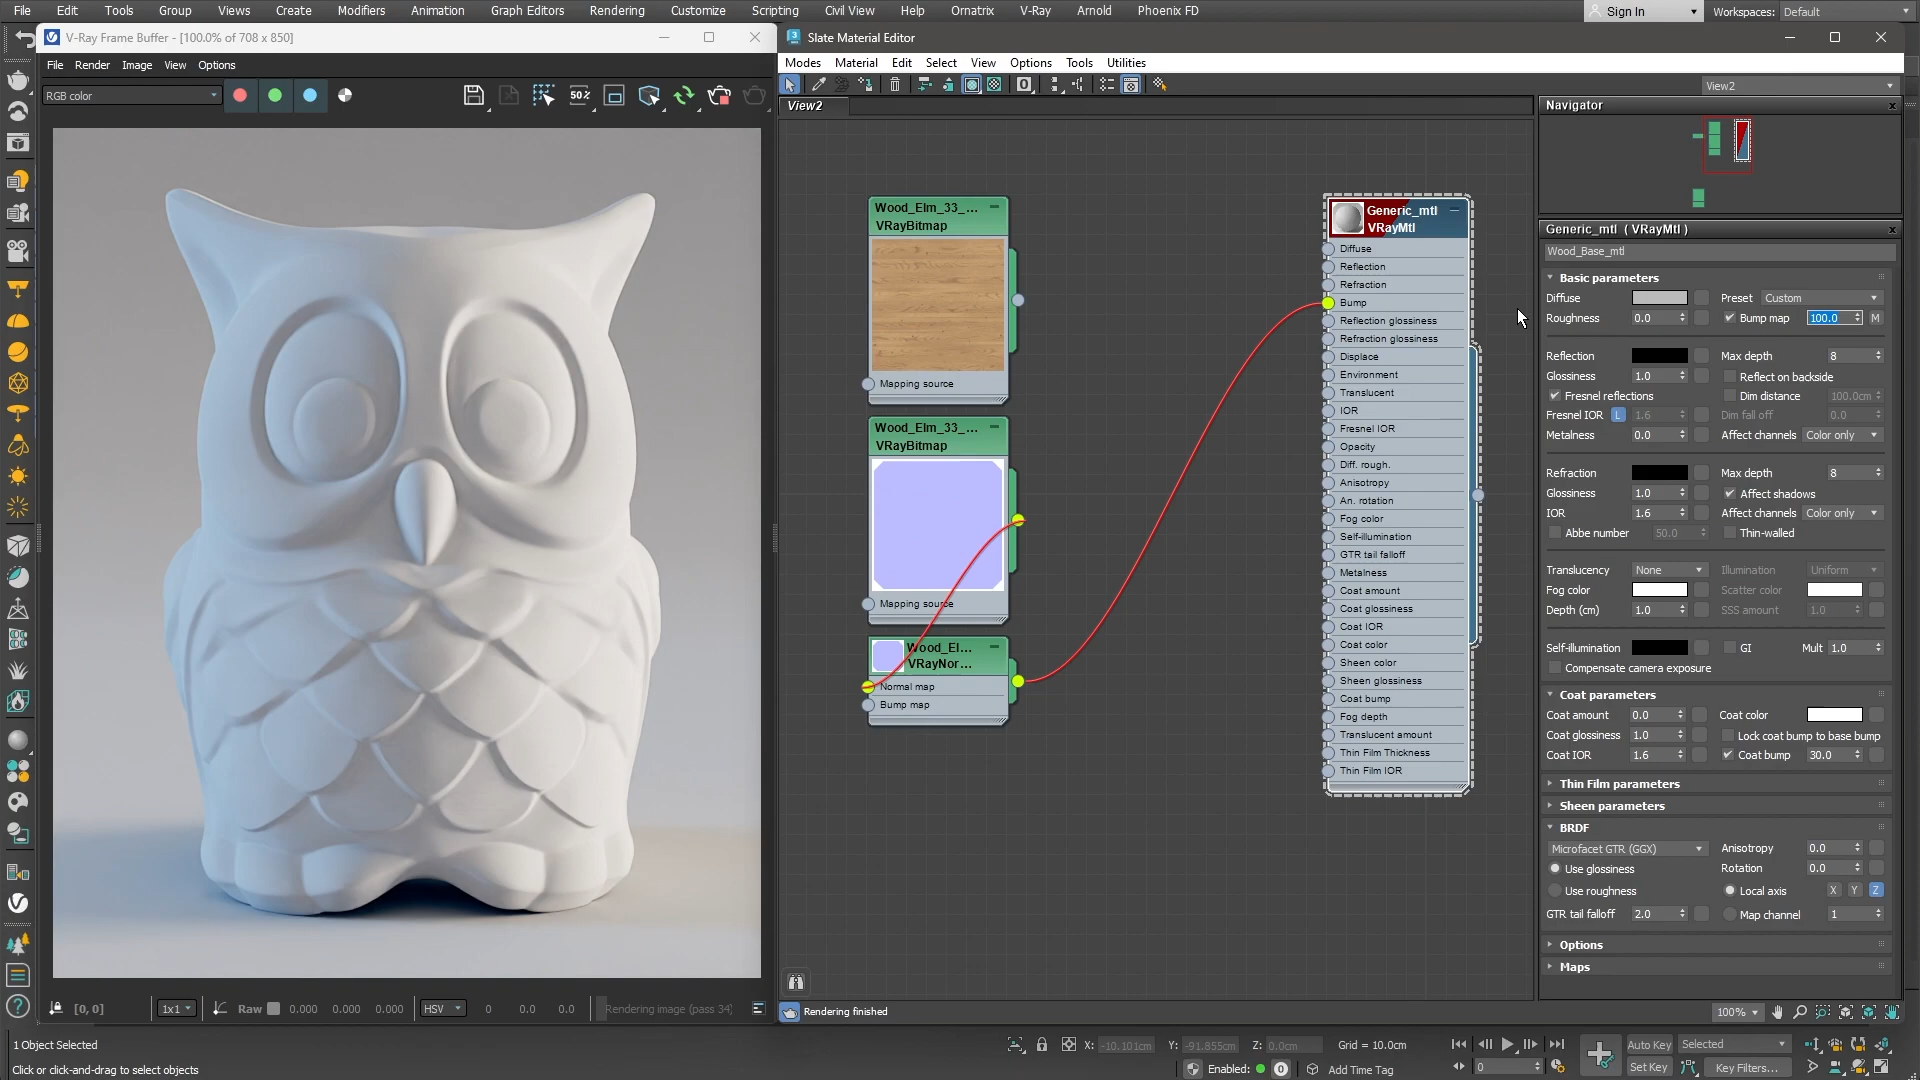 File Edit Tools Group Views Create Modifiers Animation Graph Editors Rendering Customize Scripting Civil View Help Ornatrix V-Ray Arnold Phoenix FD Sign In Workspaces: Default
V-Ray Frame Buffer - [100.0% of 708 x 850]
File Render Image View Options
RGB color
50%
[0, 0] 1x1 Raw 0.000 0.000 0.000 HSV 0 0.0 0.0 Rendering image (pass 34)
Slate Material Editor
Modes Material Edit Select View Options Tools Utilities
0
View2
View2
Wood_Elm_33_...
VRayBitmap
Mapping source
Wood_Elm_33_...
VRayBitmap
Mapping source
Wood_El...
VRayNor...
Normal map
Bump map
Generic_mtl
VRayMtl
Diffuse
Reflection
Refraction
Bump
Reflection glossiness
Refraction glossiness
Displace
Environment
Translucent
IOR
Fresnel IOR
Opacity
Diff. rough.
Anisotropy
An. rotation
Fog color
Self-illumination
GTR tail falloff
Metalness
Coat amount
Coat glossiness
Coat IOR
Coat color
Sheen color
Sheen glossiness
Coat bump
Fog depth
Translucent amount
Thin Film Thickness
Thin Film IOR
Rendering finished
100%
Navigator
Generic_mtl ( VRayMtl )
Wood_Base_mtl
Basic parameters
Diffuse Preset Custom
Roughness 0.0 Bump map 100.0 M
Reflection Max depth 8
Glossiness 1.0 Reflect on backside
Fresnel reflections Dim distance 100.0cm
Fresnel IOR L 1.6 Dim fall off 0.0
Metalness 0.0 Affect channels Color only
Refraction Max depth 8
Glossiness 1.0 Affect shadows
IOR 1.6 Affect channels Color only
Abbe number 50.0 Thin-walled
Translucency None Illumination Uniform
Fog color Scatter color
Depth (cm) 1.0 SSS amount 1.0
Self-illumination GI Mult 1.0
Compensate camera exposure
Coat parameters
Coat amount 0.0 Coat color
Coat glossiness 1.0 Lock coat bump to base bump
Coat IOR 1.6 Coat bump 30.0
Thin Film parameters
Sheen parameters
BRDF
Microfacet GTR (GGX) Anisotropy 0.0
Use glossiness Rotation 0.0
Use roughness Local axis X Y Z
GTR tail falloff 2.0 Map channel 1
Options
Maps
1 Object Selected X: -10.101cm Y: -91.855cm Z: 0.0cm Grid = 10.0cm Auto Key Selected
Click or click-and-drag to select objects Enabled: 0 Add Time Tag 0 Set Key Key Filters...